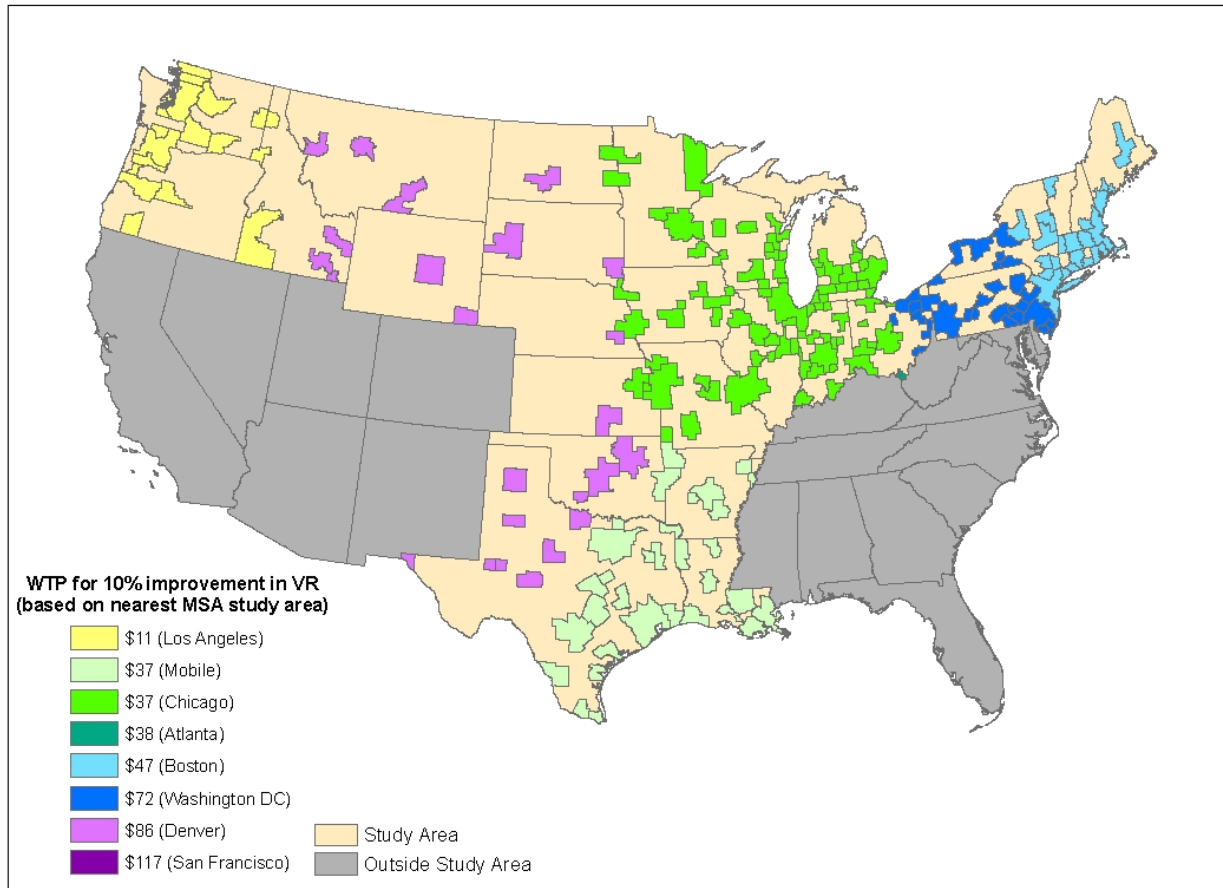 WTP for 10% improvement in VR
(based on nearest MSA study area)
$11 (Los Angeles)
$37 (Mobile)
$37 (Chicago)
$38 (Atlanta)
$47 (Boston)
$72 (Washington DC)
$86 (Denver)
$117 (San Francisco)
Study Area
Outside Study Area